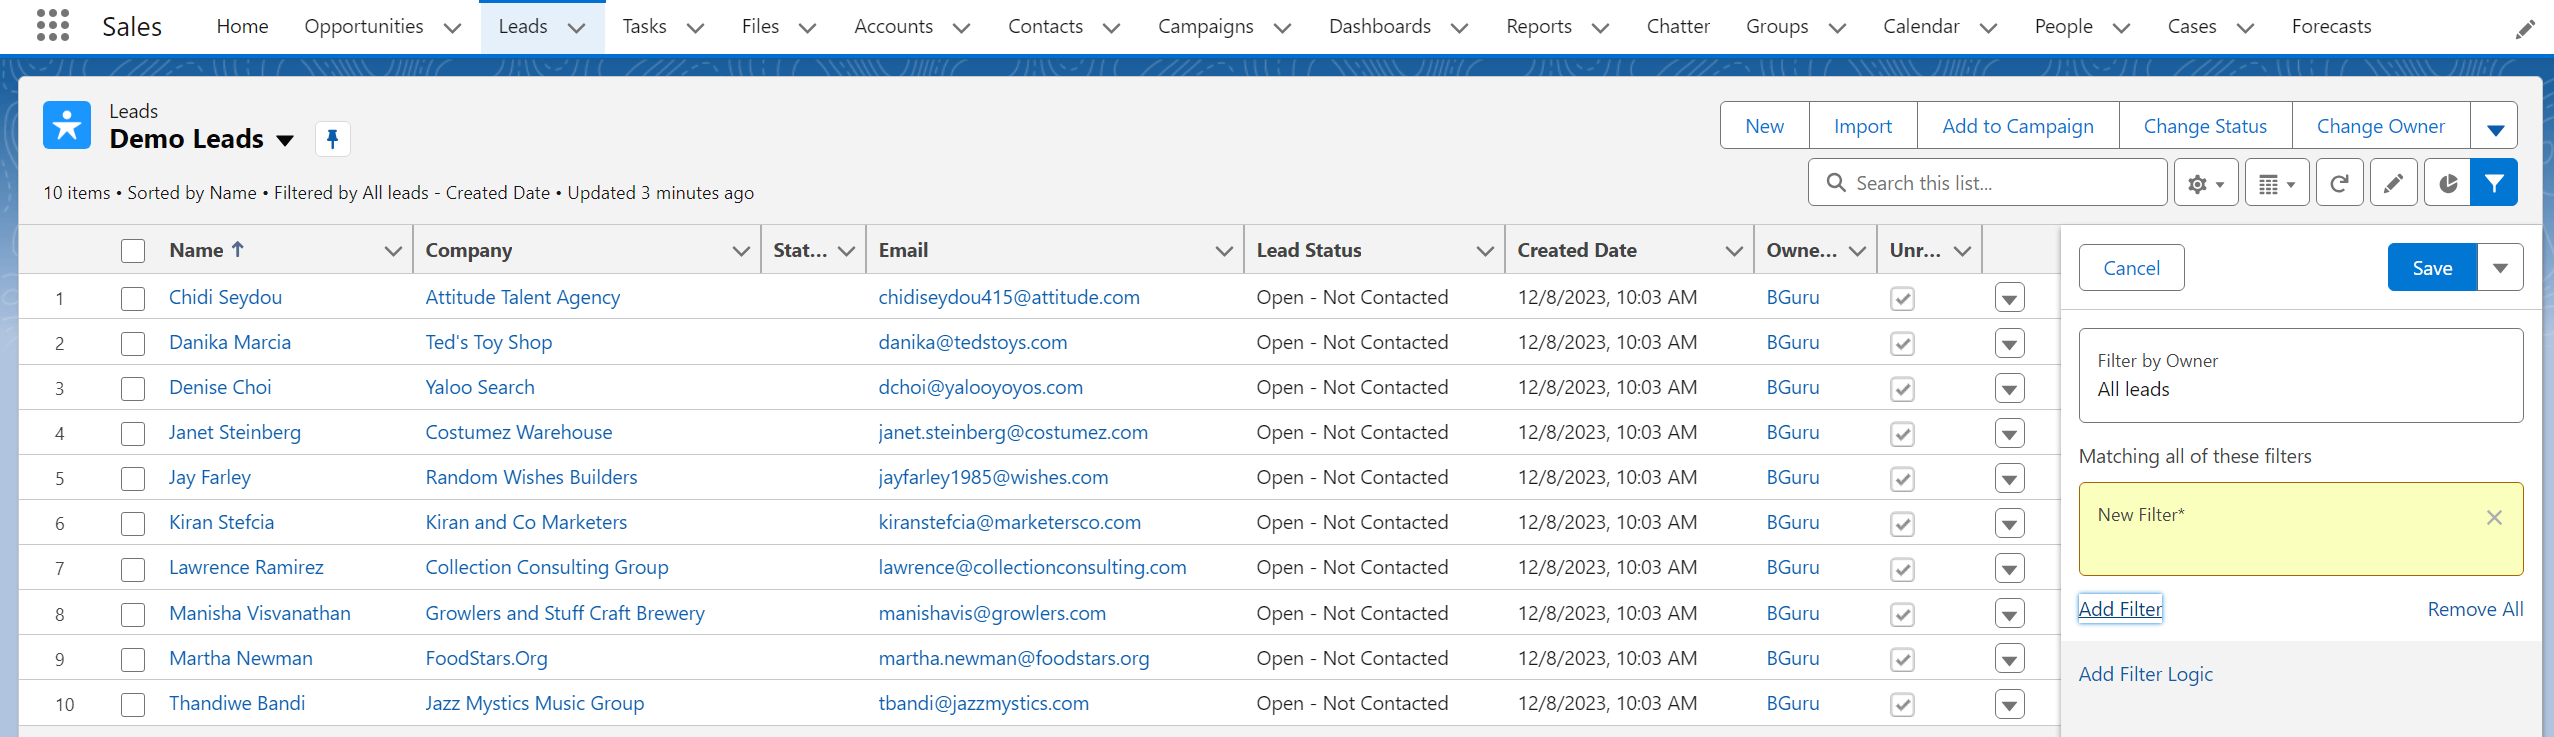 Sales Home Opportunities Leads Tasks Files Accounts Contacts Campaigns Dashboards Reports Chatter Groups Calendar People Cases Forecasts
Leads
Demo Leads
New Import Add to Campaign Change Status Change Owner
10 items • Sorted by Name • Filtered by All leads - Created Date • Updated 3 minutes ago
Search this list...
Name Company Stat... Email Lead Status Created Date Owne... Unr...
1 Chidi Seydou Attitude Talent Agency chidiseydou415@attitude.com Open - Not Contacted 12/8/2023, 10:03 AM BGuru
2 Danika Marcia Ted's Toy Shop danika@tedstoys.com Open - Not Contacted 12/8/2023, 10:03 AM BGuru
3 Denise Choi Yaloo Search dchoi@yalooyoyos.com Open - Not Contacted 12/8/2023, 10:03 AM BGuru
4 Janet Steinberg Costumez Warehouse janet.steinberg@costumez.com Open - Not Contacted 12/8/2023, 10:03 AM BGuru
5 Jay Farley Random Wishes Builders jayfarley1985@wishes.com Open - Not Contacted 12/8/2023, 10:03 AM BGuru
6 Kiran Stefcia Kiran and Co Marketers kiranstefcia@marketersco.com Open - Not Contacted 12/8/2023, 10:03 AM BGuru
7 Lawrence Ramirez Collection Consulting Group lawrence@collectionconsulting.com Open - Not Contacted 12/8/2023, 10:03 AM BGuru
8 Manisha Visvanathan Growlers and Stuff Craft Brewery manishavis@growlers.com Open - Not Contacted 12/8/2023, 10:03 AM BGuru
9 Martha Newman FoodStars.Org martha.newman@foodstars.org Open - Not Contacted 12/8/2023, 10:03 AM BGuru
10 Thandiwe Bandi Jazz Mystics Music Group tbandi@jazzmystics.com Open - Not Contacted 12/8/2023, 10:03 AM BGuru
Cancel Save
Filter by Owner
All leads
Matching all of these filters
New Filter*
Add Filter Remove All
Add Filter Logic